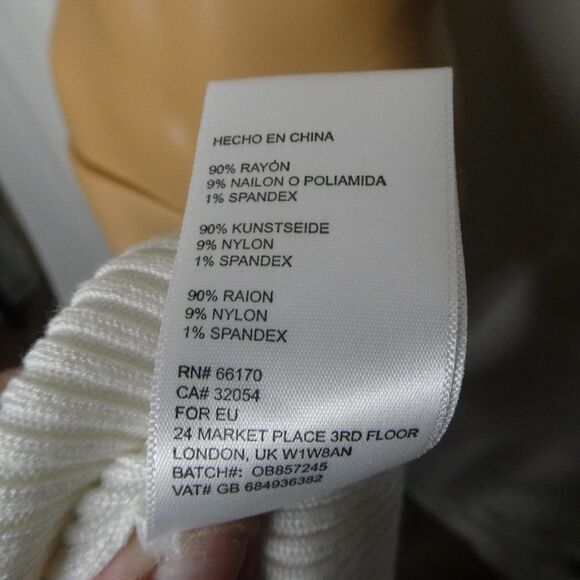 HECHO EN CHINA
90% RAYÓN
9% NAILON O POLIAMIDA
1% SPANDEX
90% KUNSTSEIDE
9% NYLON
1% SPANDEX
90% RAION
9% NYLON
1% SPANDEX
RN# 66170
CA# 32054
FOR EU
24 MARKET PLACE 3RD FLOOR
LONDON, UK W1W8AN
BATCH#: OB857245
VAT# GB 684936382